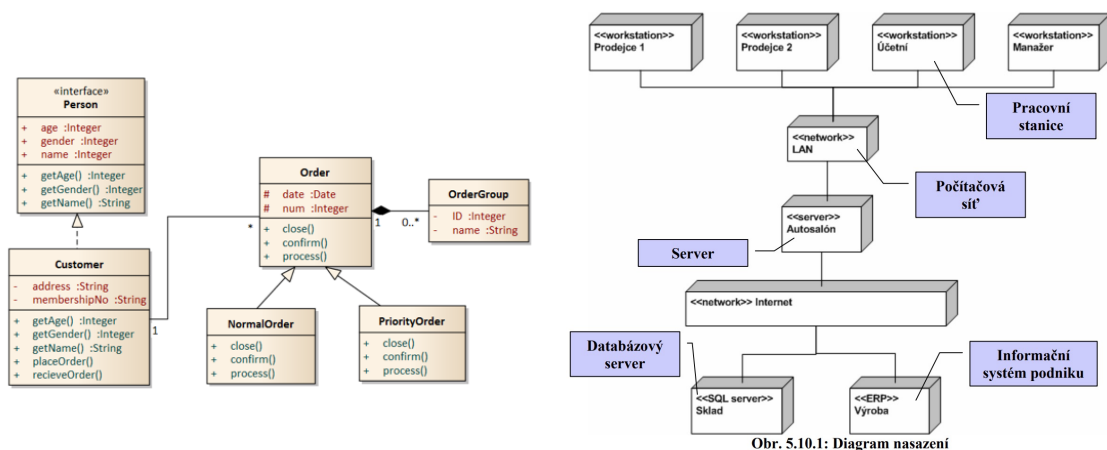 «interface»
Person
+ age :Integer
+ gender :Integer
+ name :Integer
+ getAge() :Integer
+ getGender() :Integer
+ getName() :String
Customer
- address :String
- membershipNo :String
+ getAge() :Integer
+ getGender() :Integer
+ getName() :String
+ placeOrder()
+ recieveOrder()
1
*
Order
# date :Date
# num :Integer
+ close()
+ confirm()
+ process()
1
0..*
OrderGroup
- ID :Integer
- name :String
NormalOrder
+ close()
+ confirm()
+ process()
PriorityOrder
+ close()
+ confirm()
+ process()
<<workstation>>
Prodejce 1
<<workstation>>
Prodejce 2
<<workstation>>
Účetní
<<workstation>>
Manažer
Pracovní
stanice
<<network>>
LAN
Počítačová
síť
<<server>>
Autosalón
Server
<<network>> Internet
Databázový
server
Informační
systém podniku
<<SQL server>>
Sklad
<<ERP>>
Výroba
Obr. 5.10.1: Diagram nasazení